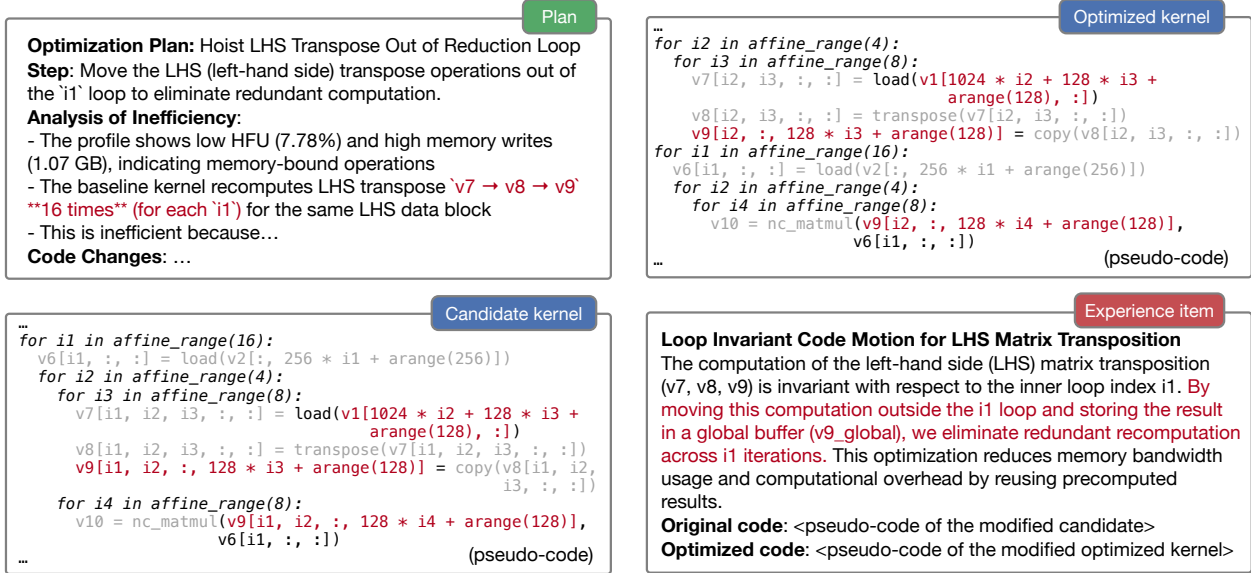 Plan
Optimization Plan: Hoist LHS Transpose Out of Reduction Loop
Step: Move the LHS (left-hand side) transpose operations out of
the `i1` loop to eliminate redundant computation.
Analysis of Inefficiency:
- The profile shows low HFU (7.78%) and high memory writes
(1.07 GB), indicating memory-bound operations
- The baseline kernel recomputes LHS transpose `v7 → v8 → v9`
**16 times** (for each `i1`) for the same LHS data block
- This is inefficient because…
Code Changes: …
Optimized kernel
…
for i2 in affine_range(4):
for i3 in affine_range(8):
v7[i2, i3, :, :] = load(v1[1024 * i2 + 128 * i3 +
arange(128), :])
v8[i2, i3, :, :] = transpose(v7[i2, i3, :, :])
v9[i2, :, 128 * i3 + arange(128)] = copy(v8[i2, i3, :, :])
for i1 in affine_range(16):
v6[i1, :, :] = load(v2[:, 256 * i1 + arange(256)])
for i2 in affine_range(4):
for i4 in affine_range(8):
v10 = nc_matmul(v9[i2, :, 128 * i4 + arange(128)],
v6[i1, :, :])
(pseudo-code)
…
Candidate kernel
…
for i1 in affine_range(16):
v6[i1, :, :] = load(v2[:, 256 * i1 + arange(256)])
for i2 in affine_range(4):
for i3 in affine_range(8):
v7[i1, i2, i3, :, :] = load(v1[1024 * i2 + 128 * i3 +
arange(128), :])
v8[i1, i2, i3, :, :] = transpose(v7[i1, i2, i3, :, :])
v9[i1, i2, :, 128 * i3 + arange(128)] = copy(v8[i1, i2,
i3, :, :])
for i4 in affine_range(8):
v10 = nc_matmul(v9[i1, i2, :, 128 * i4 + arange(128)],
v6[i1, :, :])
(pseudo-code)
…
Experience item
Loop Invariant Code Motion for LHS Matrix Transposition
The computation of the left-hand side (LHS) matrix transposition
(v7, v8, v9) is invariant with respect to the inner loop index i1. By
moving this computation outside the i1 loop and storing the result
in a global buffer (v9_global), we eliminate redundant recomputation
across i1 iterations. This optimization reduces memory bandwidth
usage and computational overhead by reusing precomputed
results.
Original code: <pseudo-code of the modified candidate>
Optimized code: <pseudo-code of the modified optimized kernel>